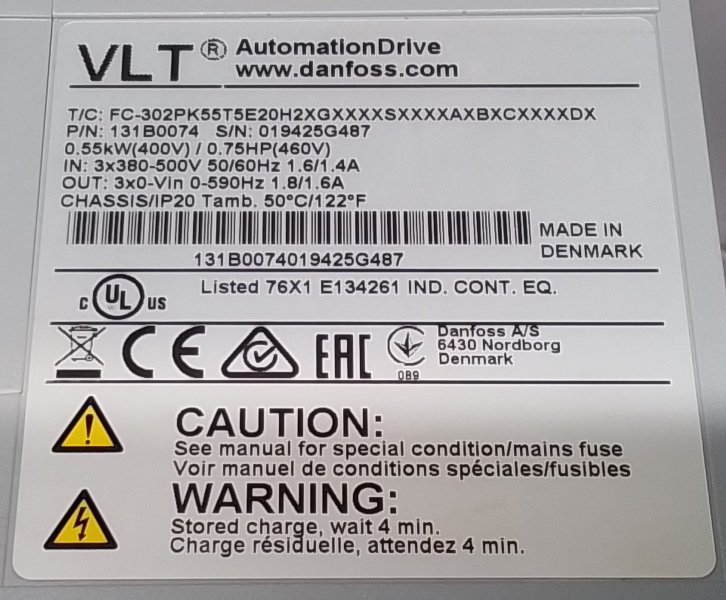 VLT ® AutomationDrive
www.danfoss.com
T/C: FC-302PK55T5E20H2XGXXXXSXXXXAXBXCXXXXDX
P/N: 131B0074 S/N: 019425G487
0.55kW(400V) / 0.75HP(460V)
IN: 3x380-500V 50/60Hz 1.6/1.4A
OUT: 3x0-Vin 0-590Hz 1.8/1.6A
CHASSIS/IP20 Tamb. 50°C/122°F
MADE IN
DENMARK
131B0074019425G487
c UL US
Listed 76X1 E134261 IND. CONT. EQ.
CE
EAC
089
Danfoss A/S
6430 Nordborg
Denmark
CAUTION:
See manual for special condition/mains fuse
Voir manuel de conditions spéciales/fusibles
WARNING:
Stored charge, wait 4 min.
Charge résiduelle, attendez 4 min.